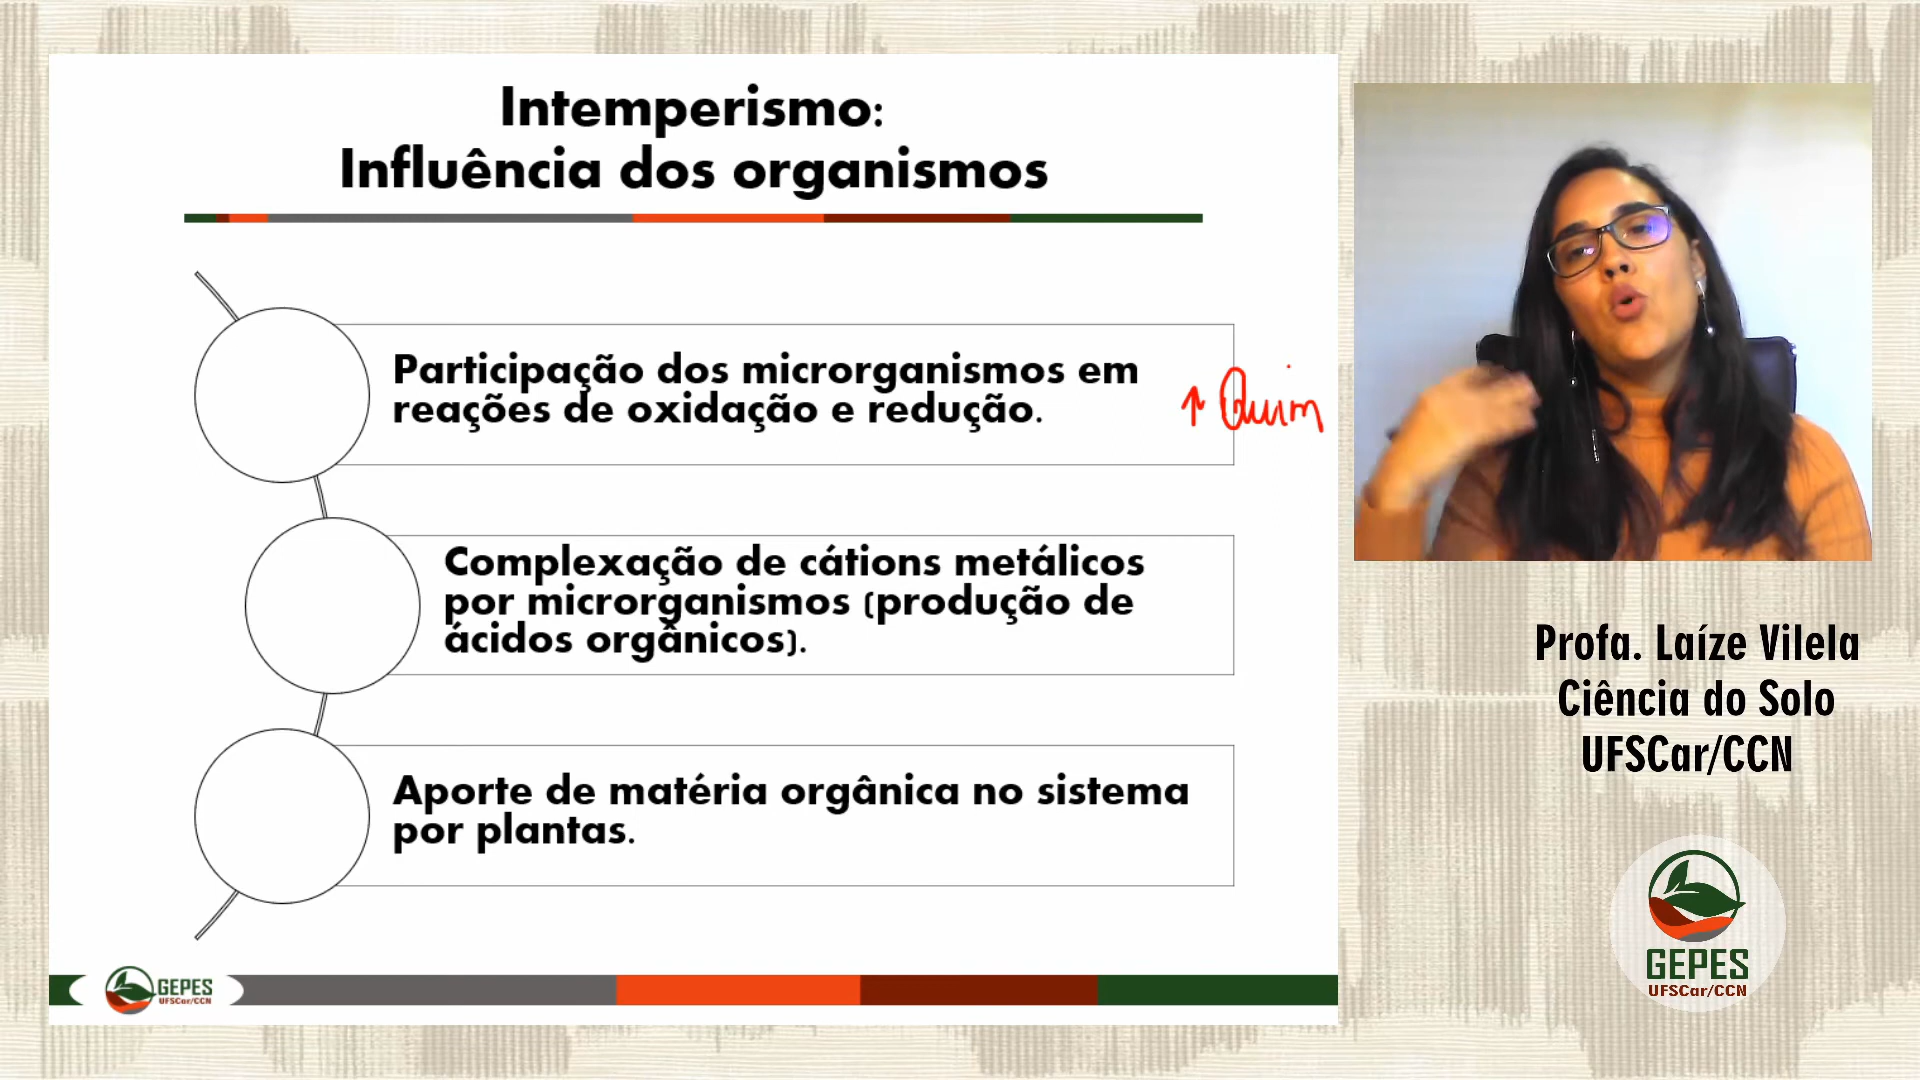 Intemperismo:
Influência dos organismos
Participação dos microrganismos em
reações de oxidação e redução.
↑ Quim
Complexação de cátions metálicos
por microrganismos (produção de
ácidos orgânicos).
Aporte de matéria orgânica no sistema
por plantas.
GEPES
UFSCar/CCN
Profa. Laíze Vilela
Ciência do Solo
UFSCar/CCN
GEPES
UFSCar/CCN